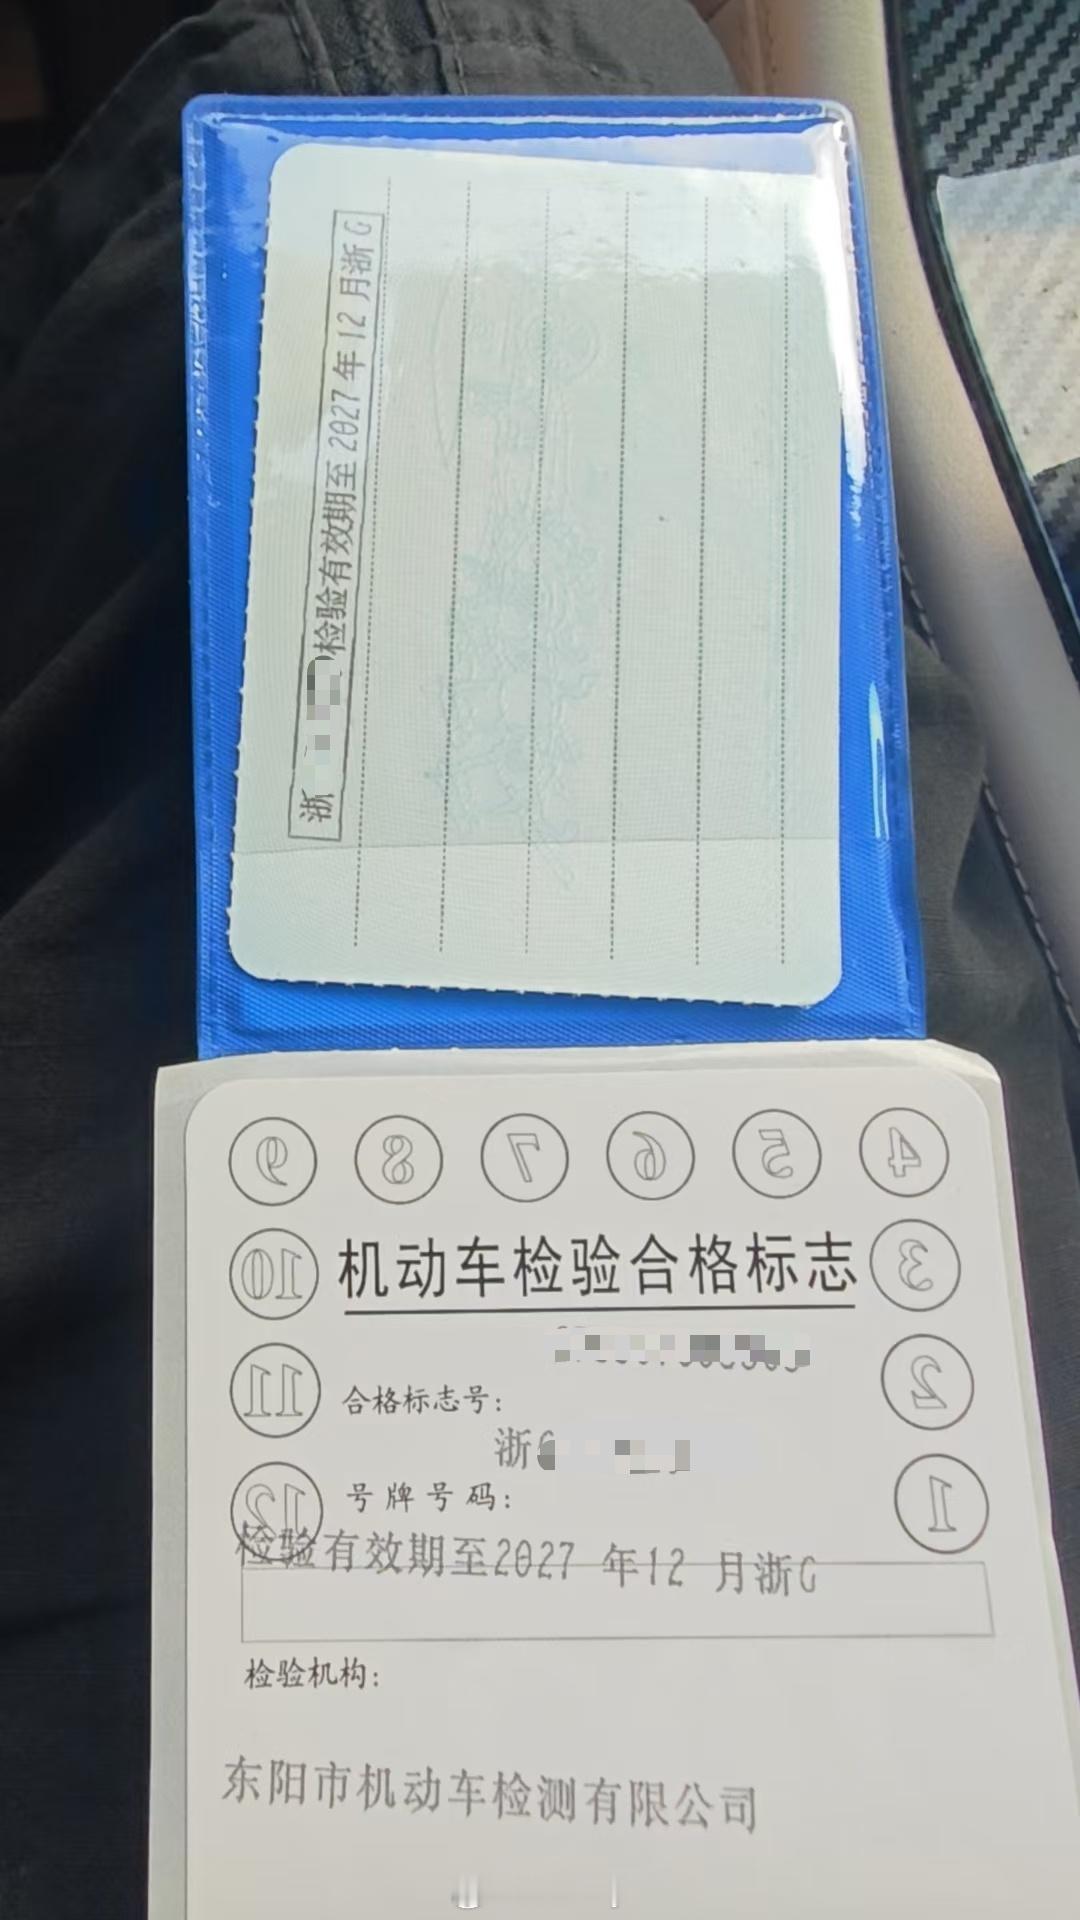 浙 检验有效期至2027年12月浙G
9 8 7 6 5 4
10 机动车检验合格标志 3
11 合格标志号： 2
浙G
12 号牌号码： 1
检验有效期至2027 年12 月浙G
检验机构：
东阳市机动车检测有限公司